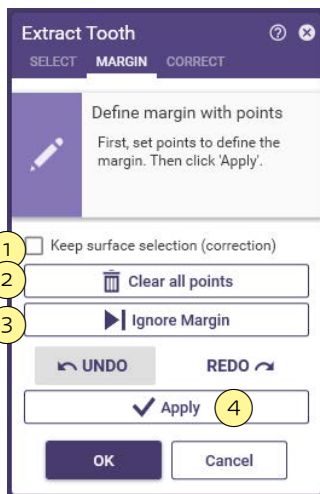 Extract Tooth
SELECT MARGIN CORRECT
Define margin with points
First, set points to define the
margin. Then click 'Apply'.
1 Keep surface selection (correction)
2 Clear all points
3 Ignore Margin
UNDO REDO
Apply 4
OK Cancel